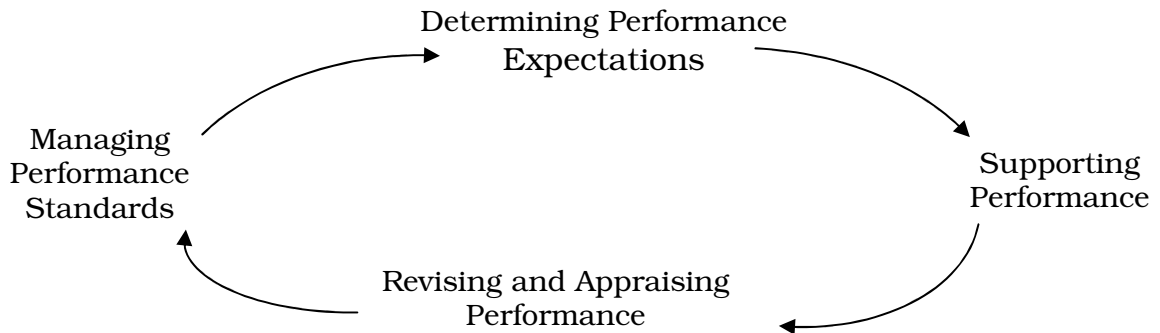 Determining Performance
Expectations
Managing
Performance
Standards
Supporting
Performance
Revising and Appraising
Performance